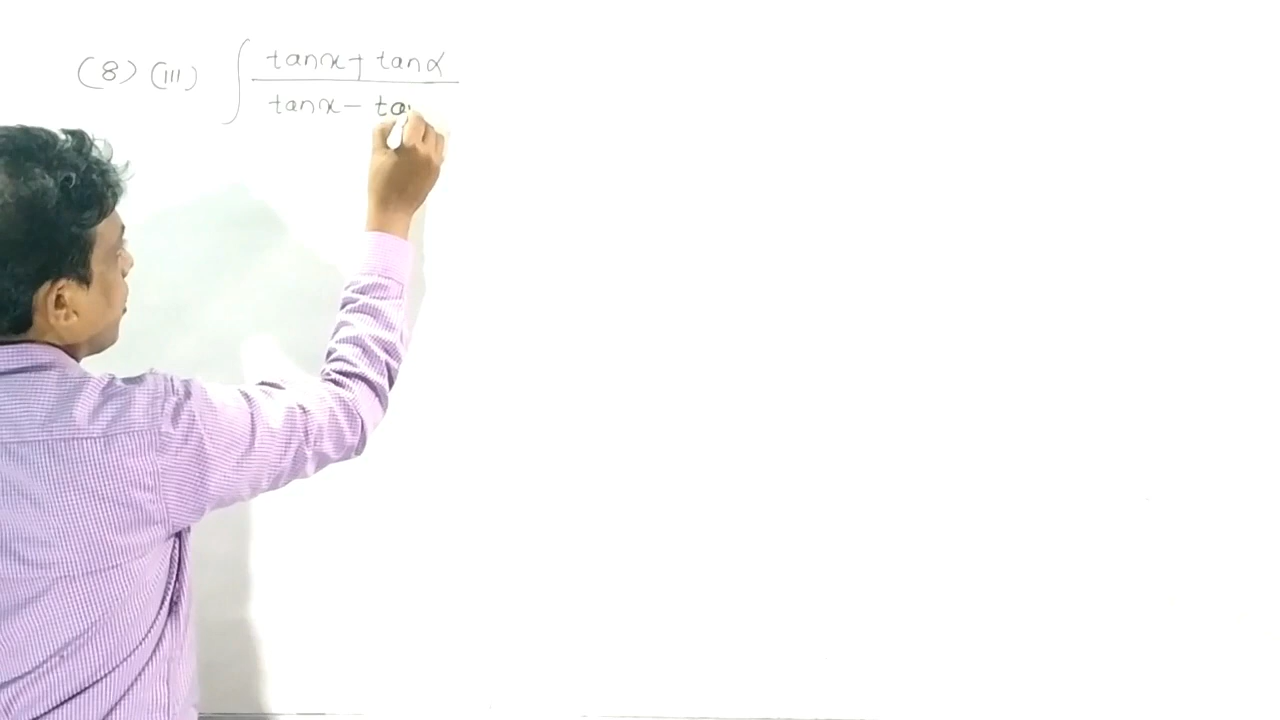 (8) (iii) ∫ tanx + tanα
tanx − ta